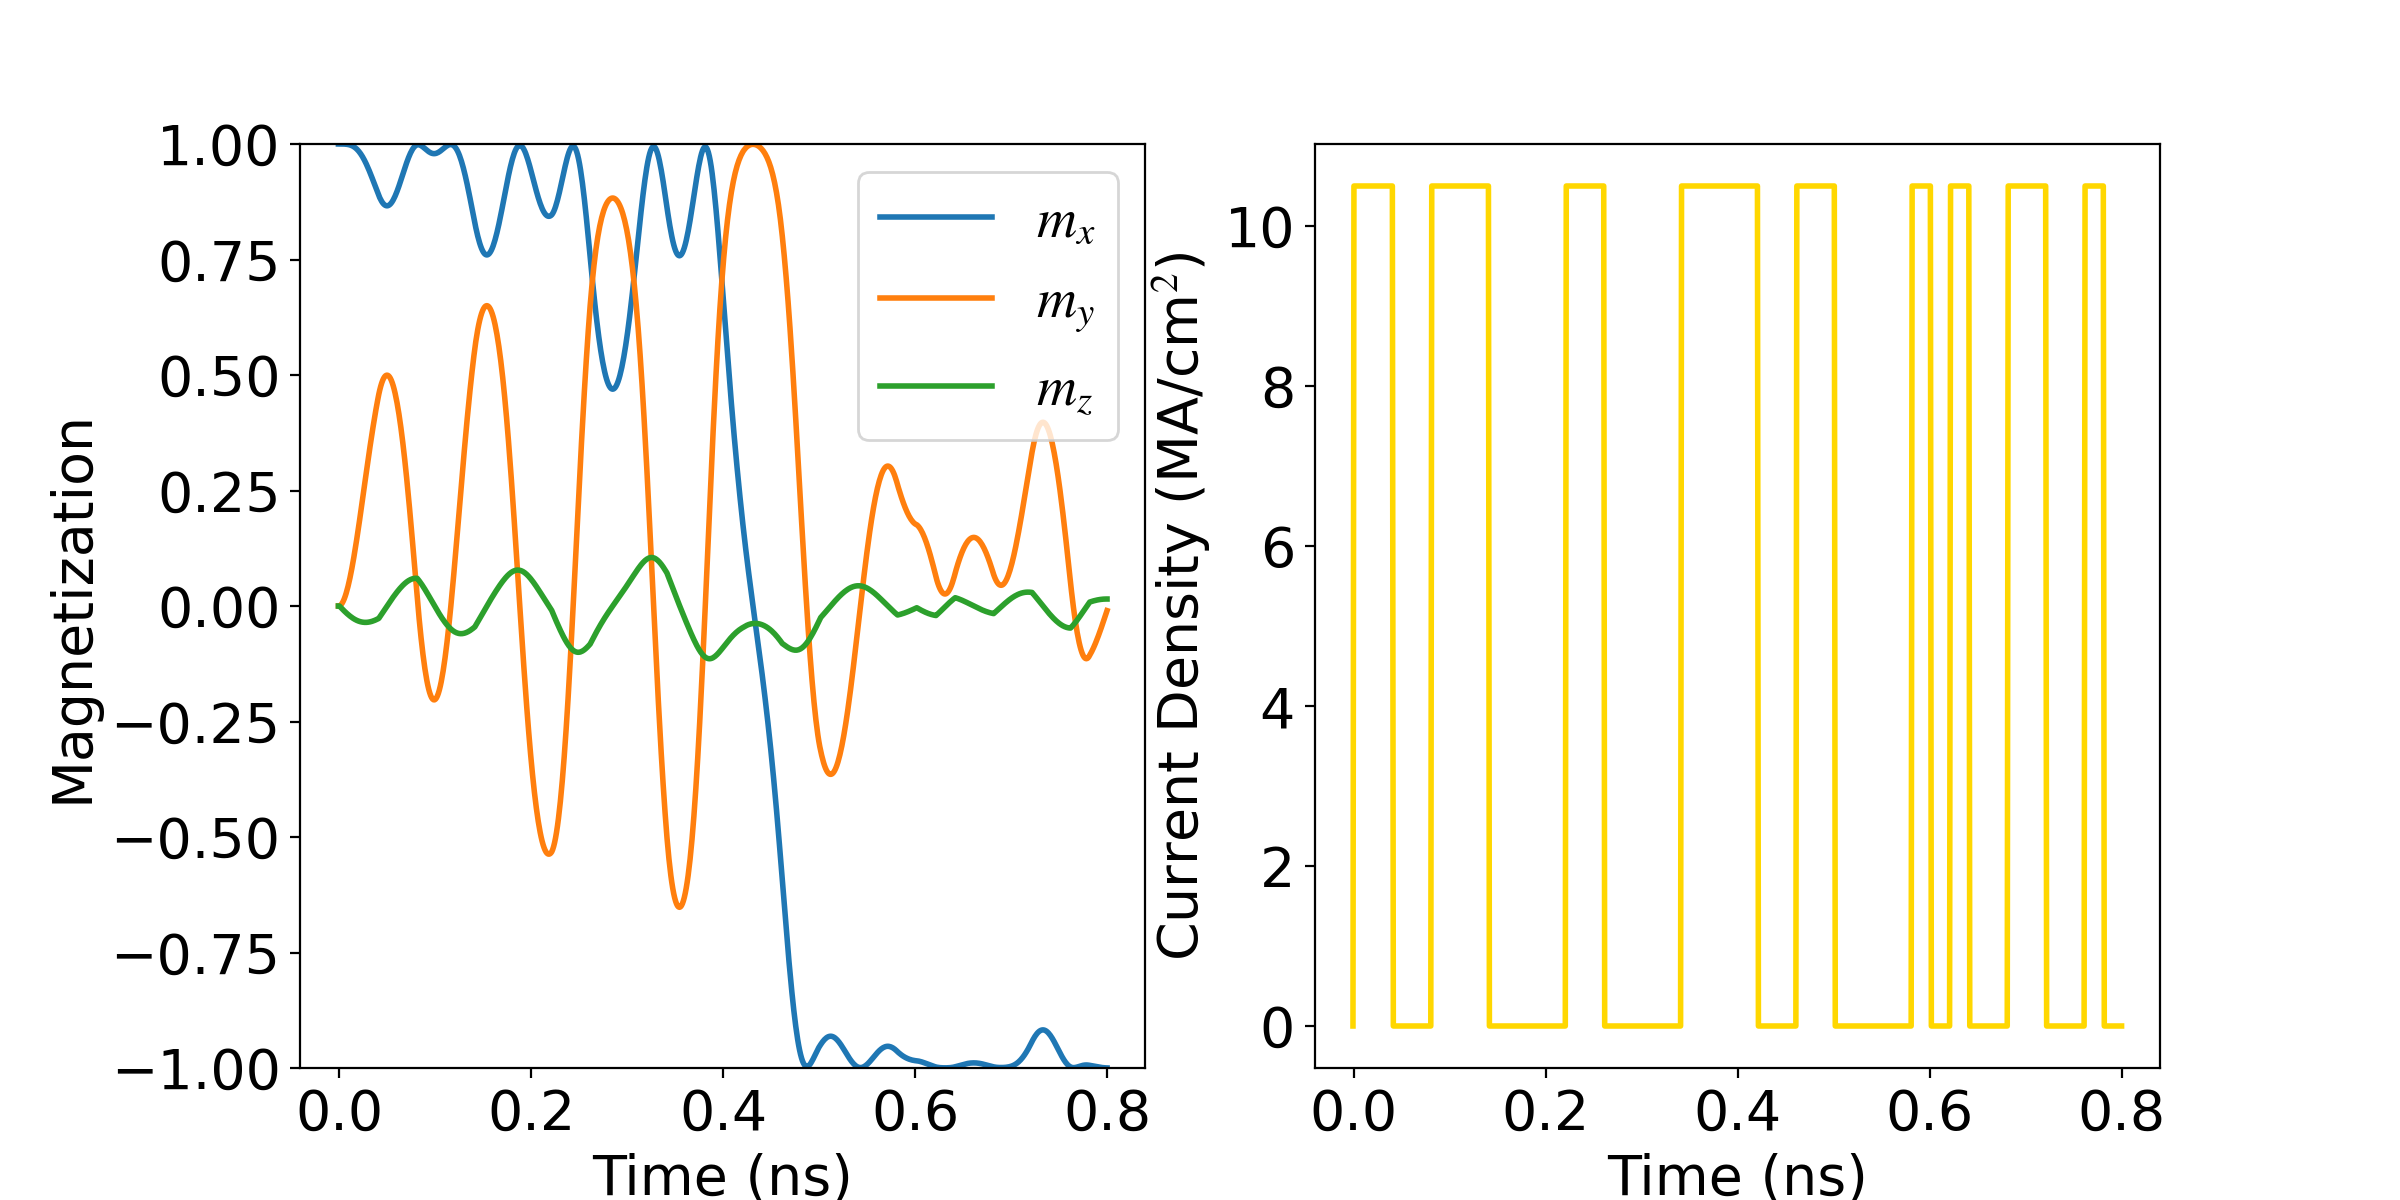 Magnetization
1.00
0.75
0.50
0.25
0.00
−0.25
−0.50
−0.75
−1.00
0.0 0.2 0.4 0.6 0.8
Time (ns)
m_x
m_y
m_z
Current Density (MA/cm²)
10
8
6
4
2
0
0.0 0.2 0.4 0.6 0.8
Time (ns)